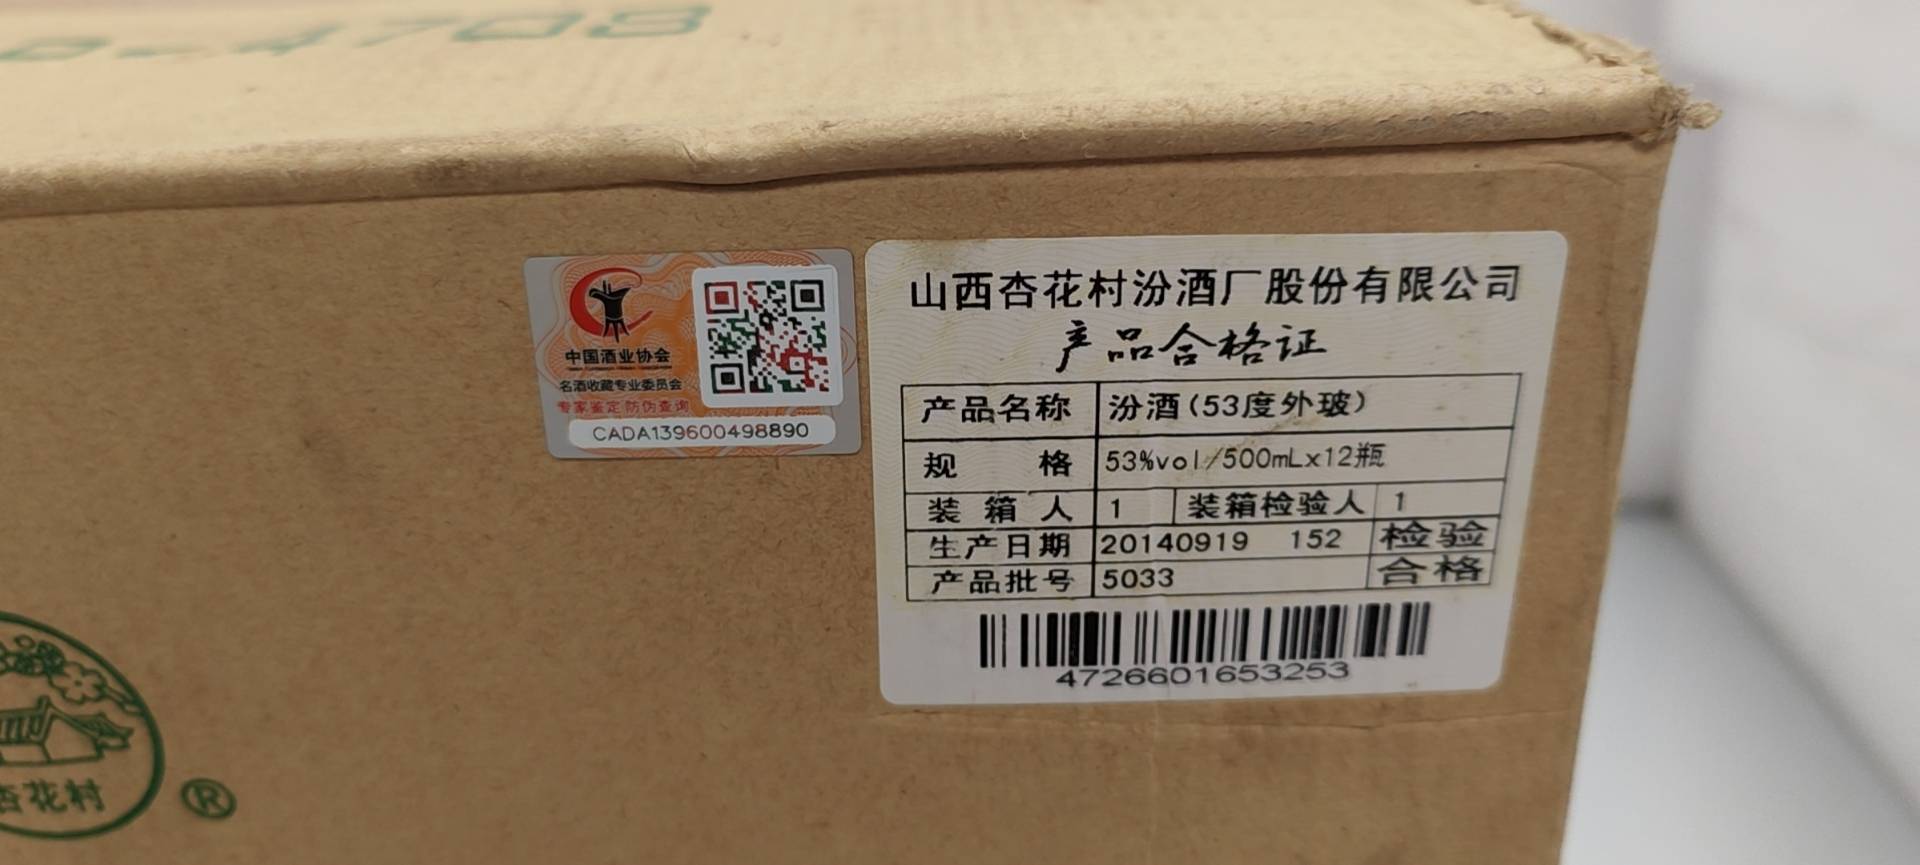 4708
中国酒业协会
名酒收藏专业委员会
专家鉴定 防伪查询
CADA139600498890
山西杏花村汾酒厂股份有限公司
产品合格证
产品名称 汾酒(53度外玻)
规 格 53%vol/500mLx12瓶
装箱人 1 装箱检验人 1
生产日期 20140919 152 检验
产品批号 5033 合格
4726601653253
杏花村
®